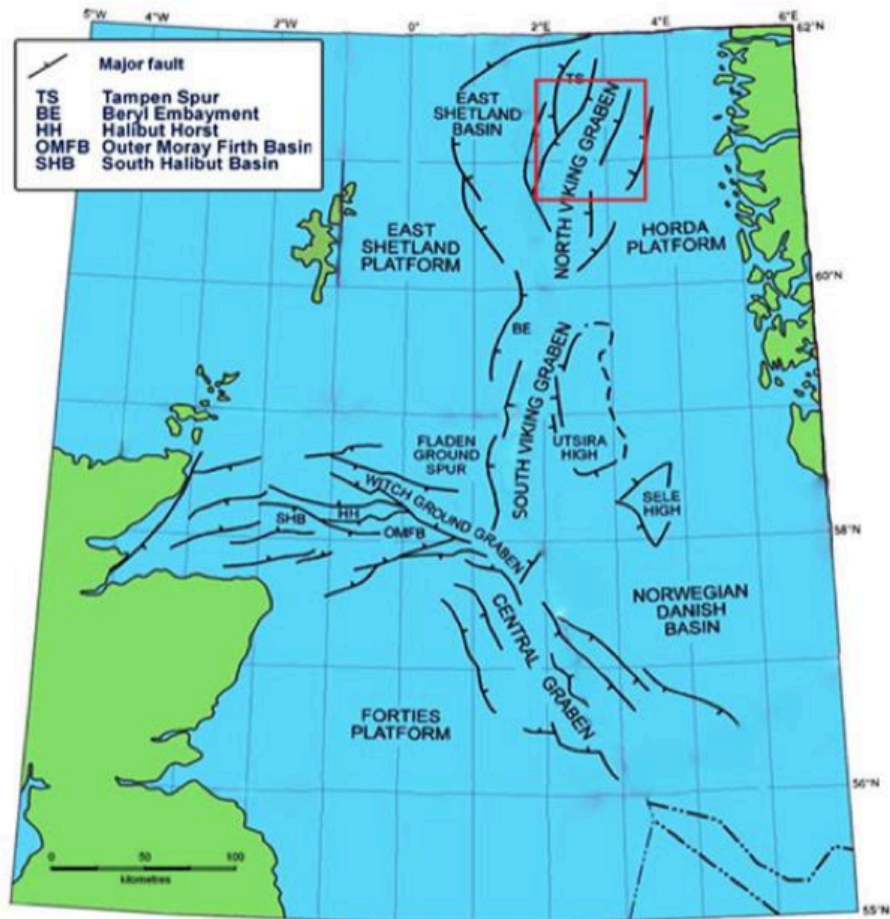 6°W
4°W
0°
2°E
4°E
6°E
62°N
Major fault
TS Tampen Spur
BE Beryl Embayment
HH Halibut Horst
OMFB Outer Moray Firth Basin
SHB South Halibut Basin
TS
EAST
SHETLAND
BASIN
NORTH VIKING GRABEN
EAST
SHETLAND
PLATFORM
HORDA
PLATFORM
60°N
BE
SOUTH VIKING GRABEN
FLADEN
GROUND
SPUR
UTSIRA
HIGH
WITCH GROUND GRABEN
SELE
HIGH
SHB
HH
OMFB
58°N
CENTRAL GRABEN
NORWEGIAN
DANISH
BASIN
FORTIES
PLATFORM
56°N
0 50 100
kilometres
55°N